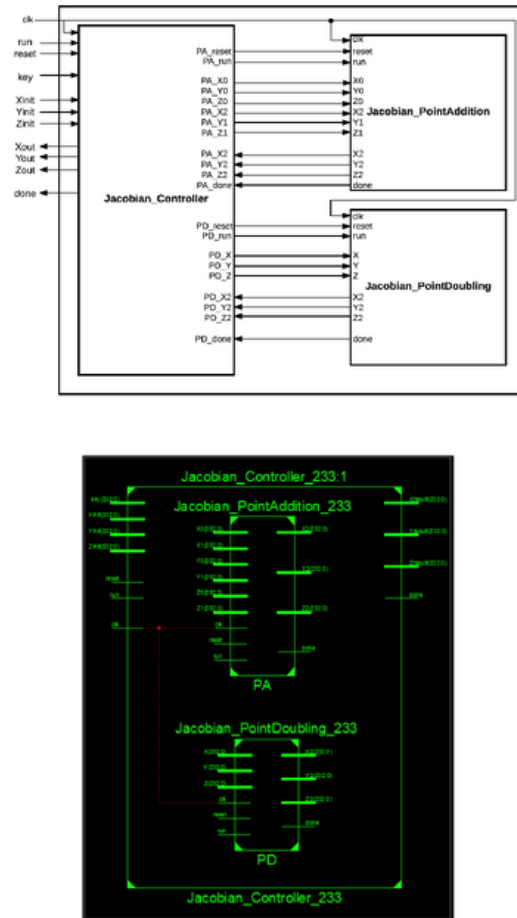 clk
run
reset
key
Xinit
Yinit
Zinit
Xout
Yout
Zout
done
Jacobian_Controller
PA_reset
PA_run
PA_X0
PA_Y0
PA_Z0
PA_X2
PA_Y1
PA_Z1
PA_X2
PA_Y2
PA_Z2
PA_done
PD_reset
PD_run
PD_X
PD_Y
PD_Z
PD_X2
PD_Y2
PD_Z2
PD_done
clk
reset
run
X0
Y0
Z0
X2
Y1
Z1
Jacobian_PointAddition
X2
Y2
Z2
done
clk
reset
run
X
Y
Z
Jacobian_PointDoubling
X2
Y2
Z2
done
Jacobian_Controller_233:1
Jacobian_PointAddition_233
reset
run
clk
done
clk
reset
run
done
PA
Jacobian_PointDoubling_233
clk
reset
run
done
PD
Jacobian_Controller_233